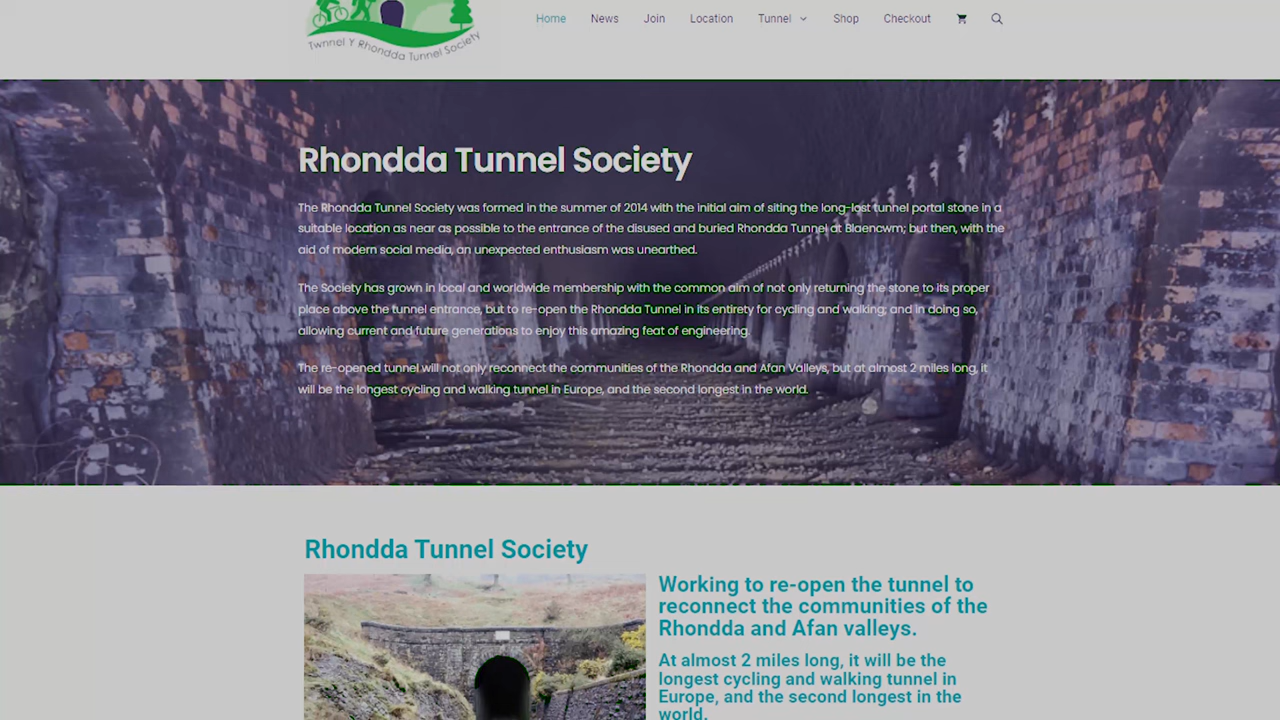 Home News Join Location Tunnel Shop Checkout
Twnnel Y Rhondda Tunnel Society
Rhondda Tunnel Society
The Rhondda Tunnel Society was formed in the summer of 2014 with the initial aim of siting the long-lost tunnel portal stone in a
suitable location as near as possible to the entrance of the disused and buried Rhondda Tunnel at Blaencwm; but then, with the
aid of modern social media, an unexpected enthusiasm was unearthed.
The Society has grown in local and worldwide membership with the common aim of not only returning the stone to its proper
place above the tunnel entrance, but to re-open the Rhondda Tunnel in its entirety for cycling and walking; and in doing so,
allowing current and future generations to enjoy this amazing feat of engineering.
The re-opened tunnel will not only reconnect the communities of the Rhondda and Afan Valleys, but at almost 2 miles long, it
will be the longest cycling and walking tunnel in Europe, and the second longest in the world.
Rhondda Tunnel Society
Working to re-open the tunnel to
reconnect the communities of the
Rhondda and Afan valleys.
At almost 2 miles long, it will be the
longest cycling and walking tunnel in
Europe, and the second longest in the
world.